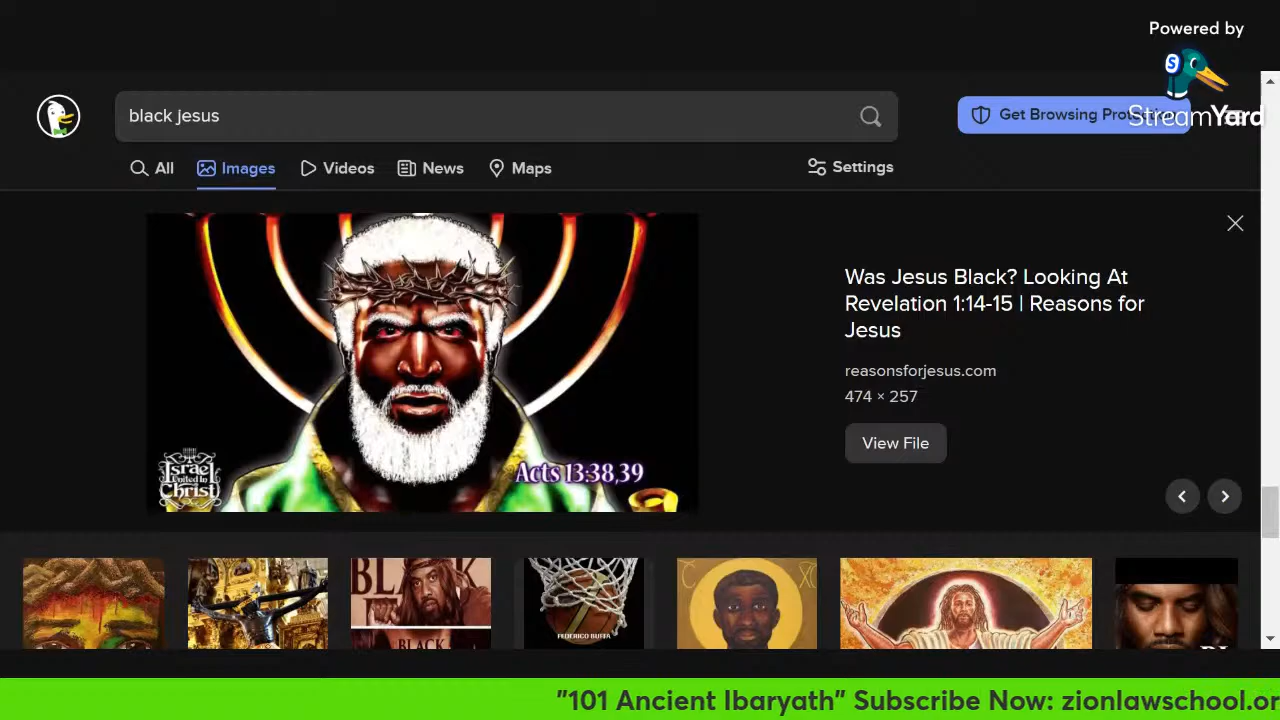 Powered by
StreamYard
black jesus
Get Browsing
All
Images
Videos
News
Maps
Settings
Was Jesus Black? Looking At
Revelation 1:14-15 | Reasons for
Jesus
reasonsforjesus.com
474 × 257
View File
Israel
United In
Christ
Acts 13:38,39
BLACK
BLACK
FEDERICO BUFFA
"101 Ancient Ibaryath" Subscribe Now: zionlawschool.or